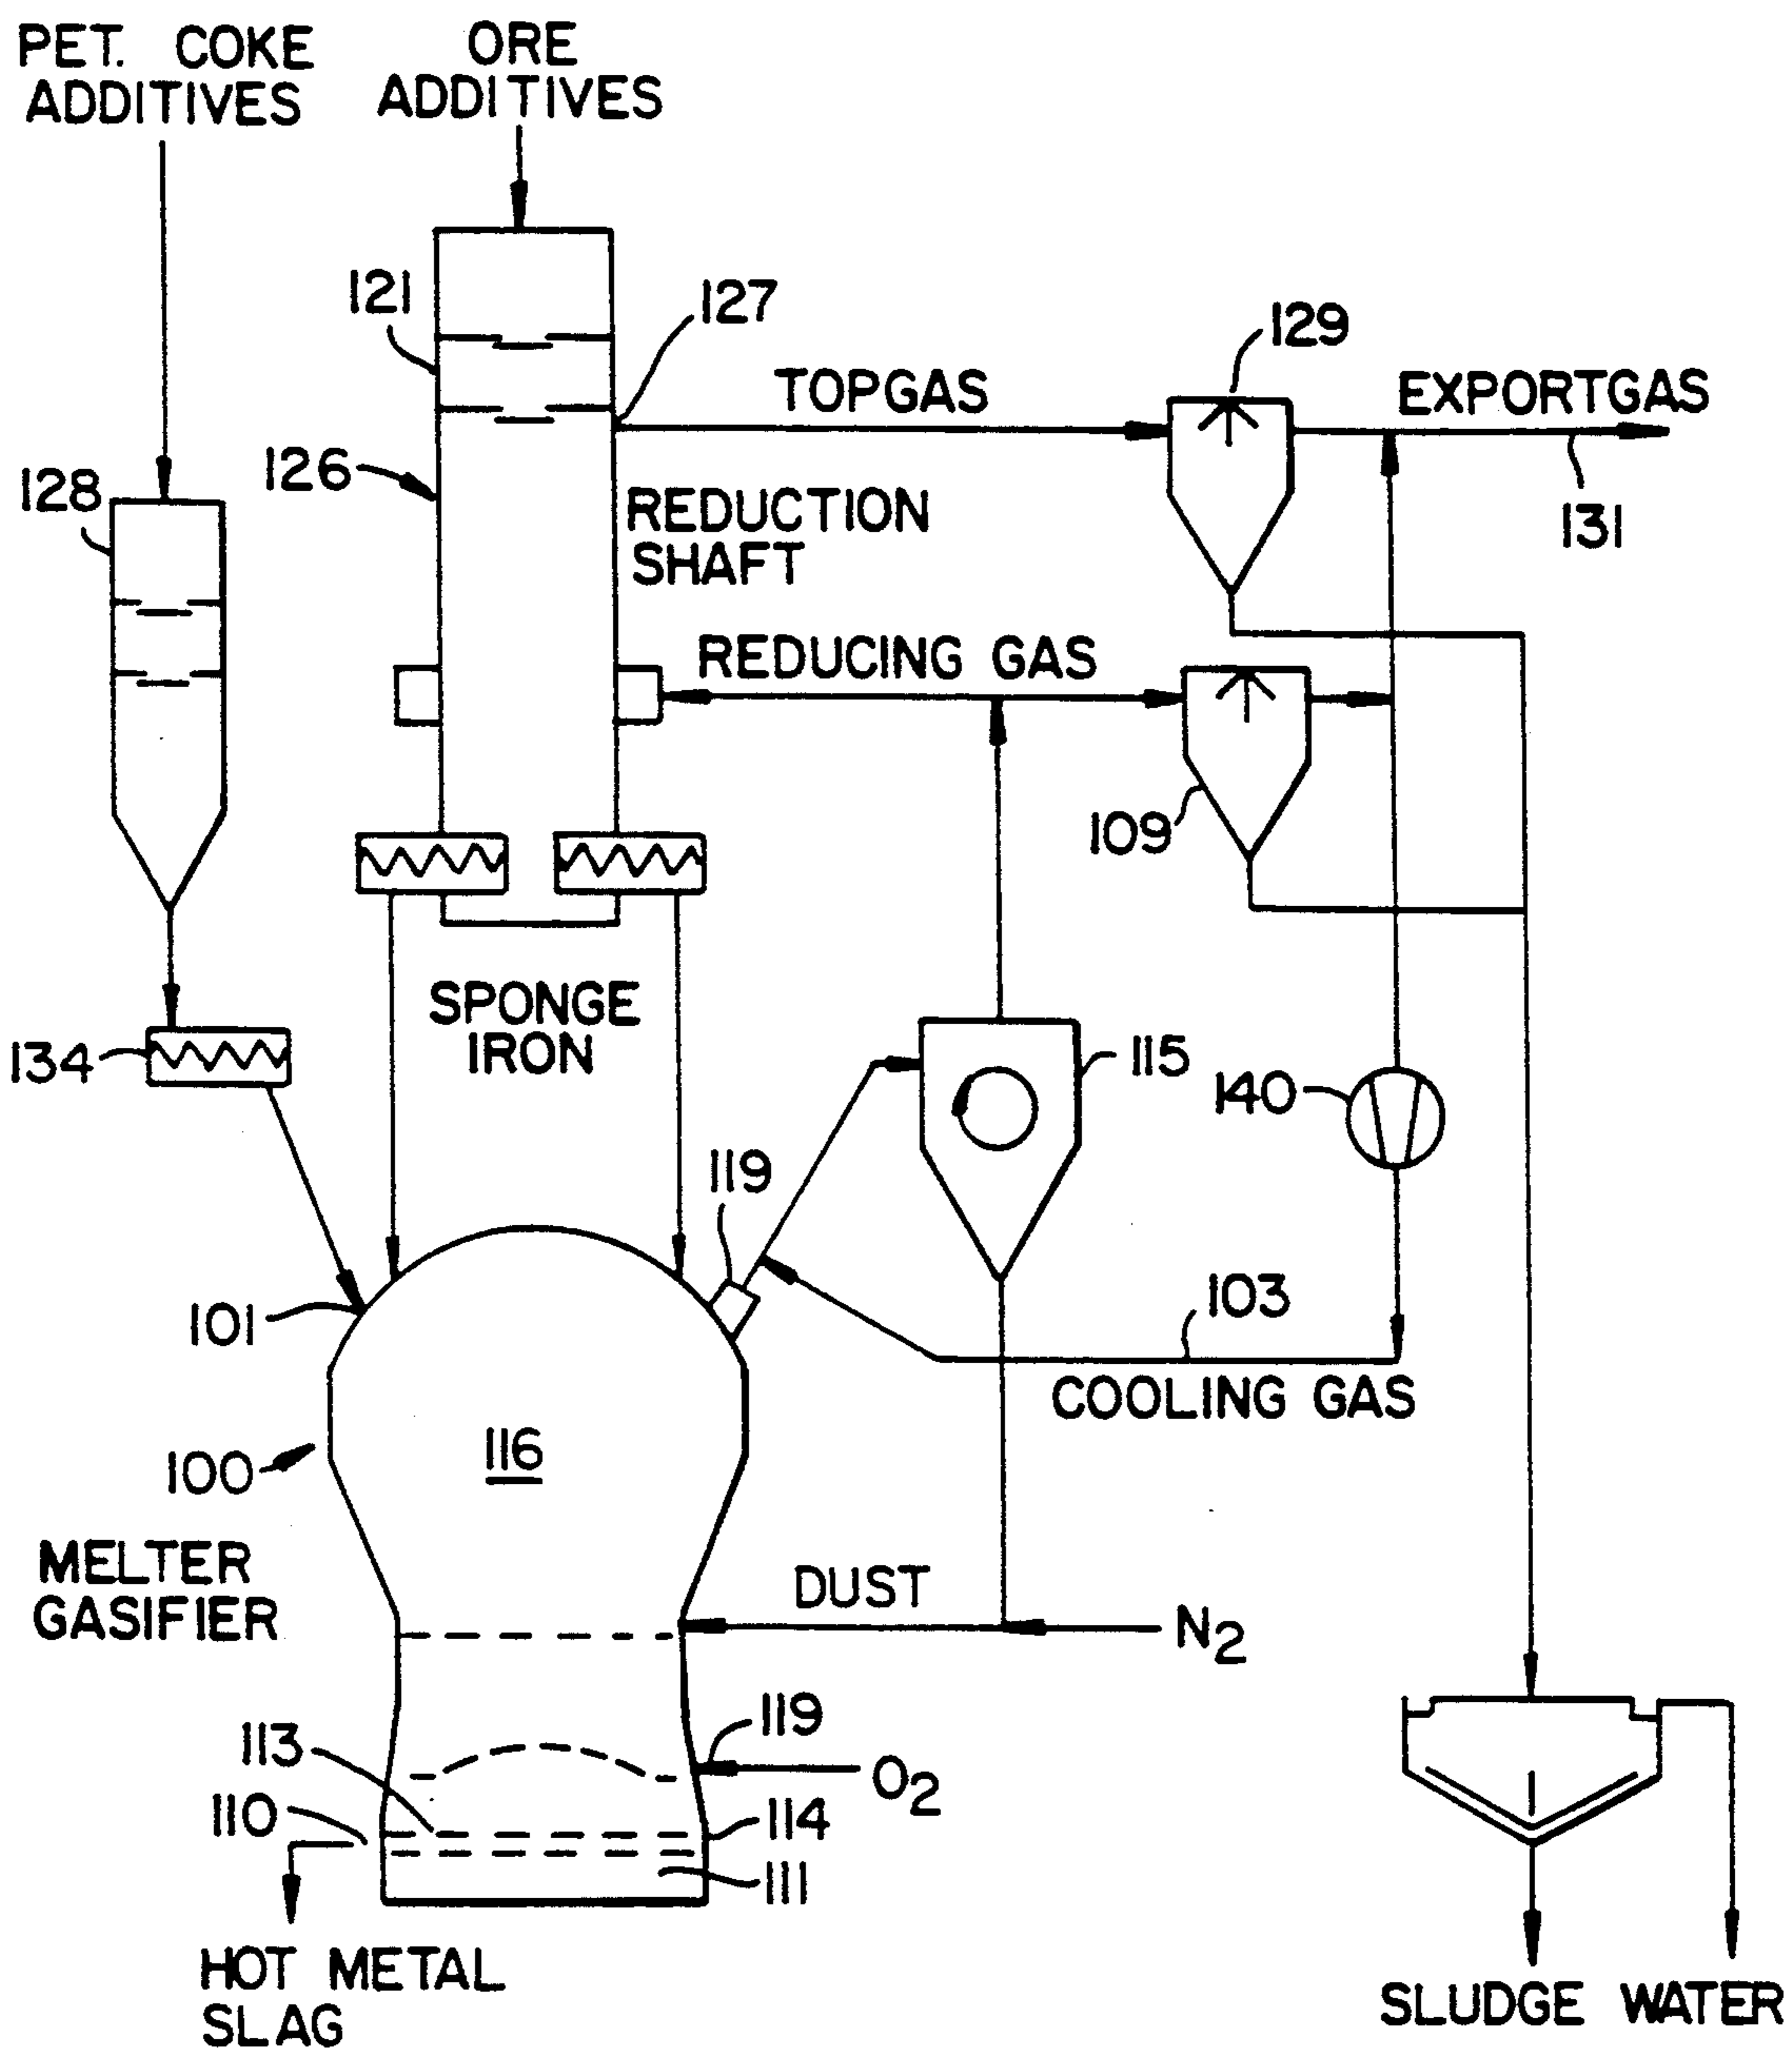 PET. COKE
ADDITIVES
ORE
ADDITIVES
121
127
129
TOPGAS
EXPORTGAS
126
128
REDUCTION
SHAFT
131
REDUCING GAS
109
SPONGE
IRON
134
115
140
119
101
103
COOLING GAS
100
116
MELTER
GASIFIER
DUST
N2
113
119
O2
110
114
111
HOT METAL
SLAG
SLUDGE WATER